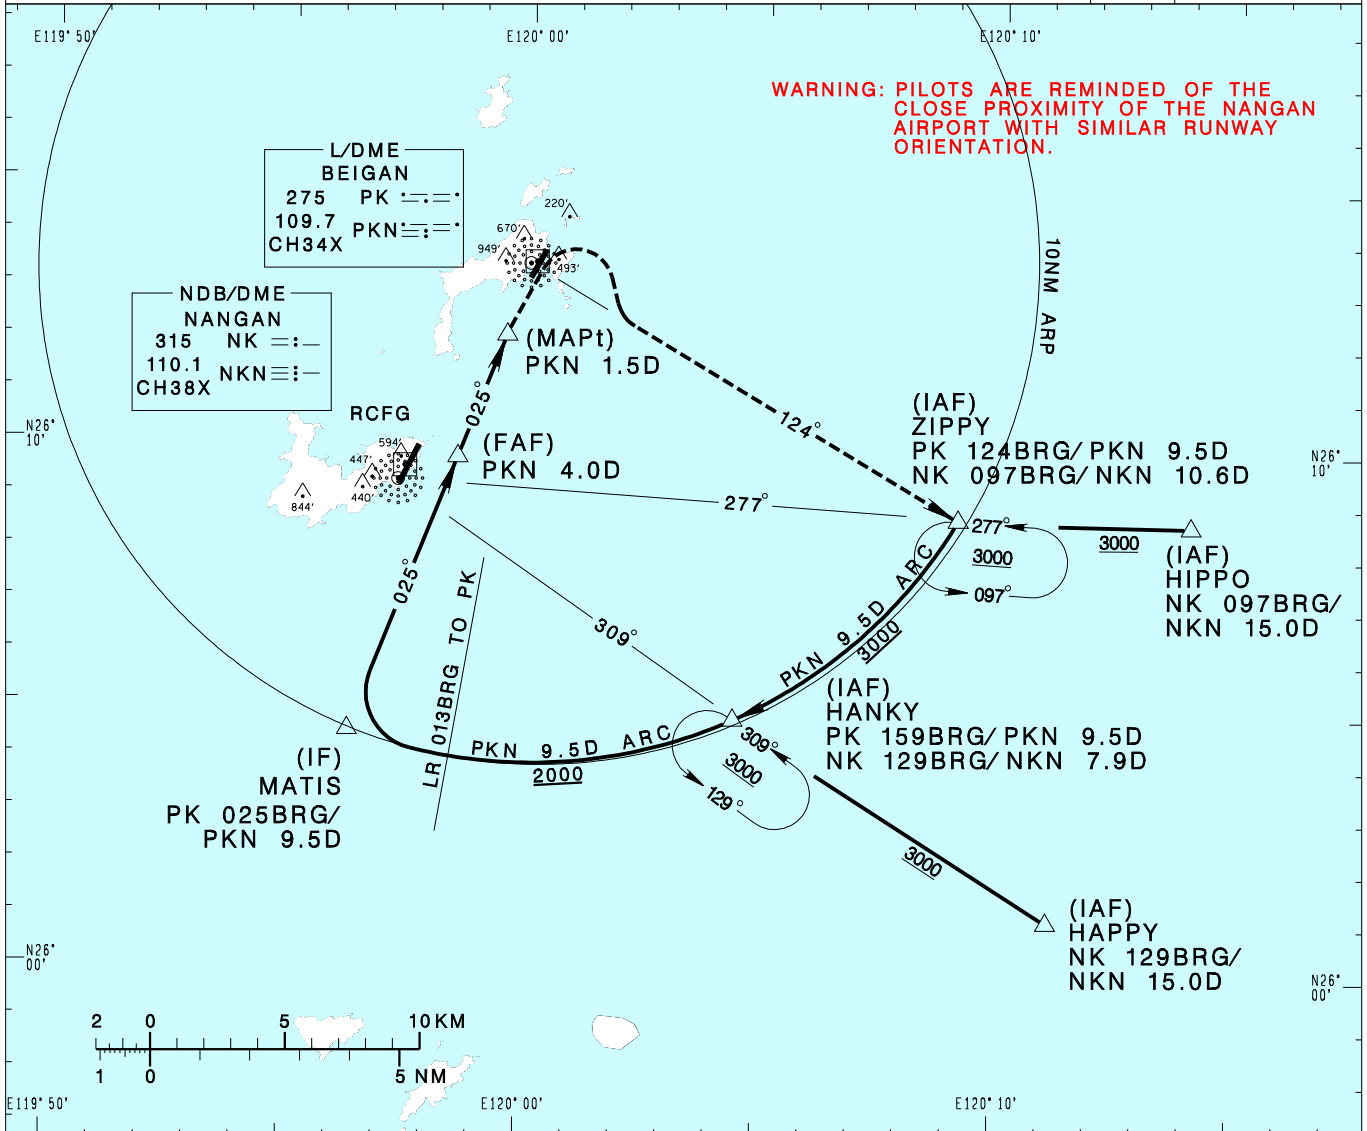 E119°50'
E120°00'
E120°10'
WARNING: PILOTS ARE REMINDED OF THE
CLOSE PROXIMITY OF THE NANGAN
AIRPORT WITH SIMILAR RUNWAY
ORIENTATION.
L/DME
BEIGAN
275 PK
109.7
CH34X PKN
220'
670'
949'
493'
10NM ARP
NDB/DME
NANGAN
315 NK
110.1
CH38X NKN
(MAPt)
PKN 1.5D
RCFG
025°
124°
(IAF)
ZIPPY
PK 124BRG/PKN 9.5D
NK 097BRG/NKN 10.6D
N26°
10'
594'
447'
440'
844'
(FAF)
PKN 4.0D
N26°
10'
277°
277°
3000
097°
3000
(IAF)
HIPPO
NK 097BRG/
NKN 15.0D
025°
LR 013BRG TO PK
309°
PKN 9.5D ARC
3000
(IAF)
HANKY
PK 159BRG/PKN 9.5D
NK 129BRG/NKN 7.9D
309°
3000
129°
PKN 9.5D ARC
2000
(IF)
MATIS
PK 025BRG/
PKN 9.5D
3000
(IAF)
HAPPY
NK 129BRG/
NKN 15.0D
N26°
00'
N26°
00'
2 0 5 10 KM
1 0 5 NM
E119°50'
E120°00'
E120°10'